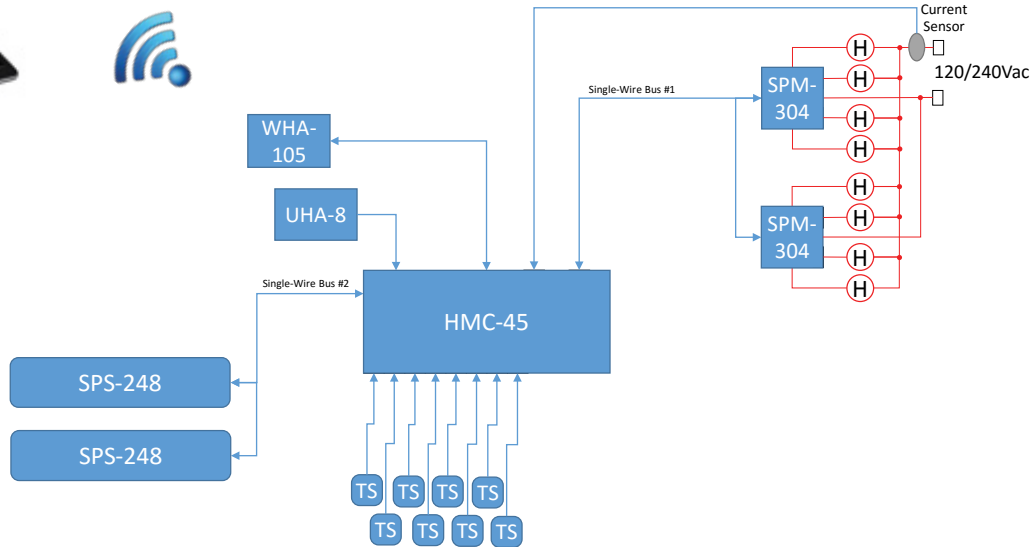 Current
Sensor
120/240Vac
H
H
H
H
SPM-
304
Single-Wire Bus #1
WHA-
105
UHA-8
H
H
H
H
SPM-
304
Single-Wire Bus #2
HMC-45
SPS-248
SPS-248
TS
TS
TS
TS
TS
TS
TS
TS